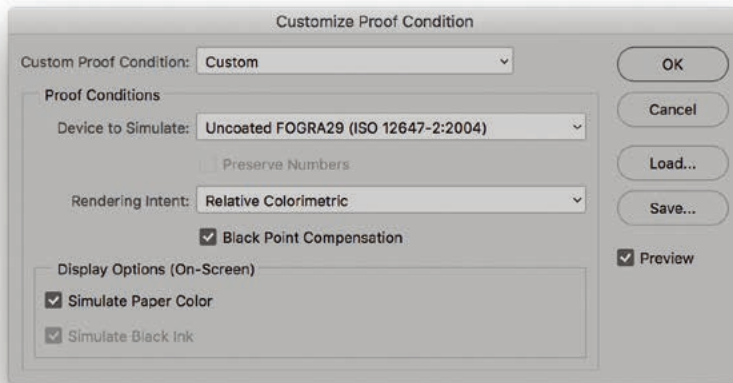 Customize Proof Condition
Custom Proof Condition: Custom
OK
Proof Conditions
Cancel
Device to Simulate: Uncoated FOGRA29 (ISO 12647-2:2004)
Preserve Numbers
Load...
Rendering Intent: Relative Colorimetric
Save...
Black Point Compensation
Preview
Display Options (On-Screen)
Simulate Paper Color
Simulate Black Ink